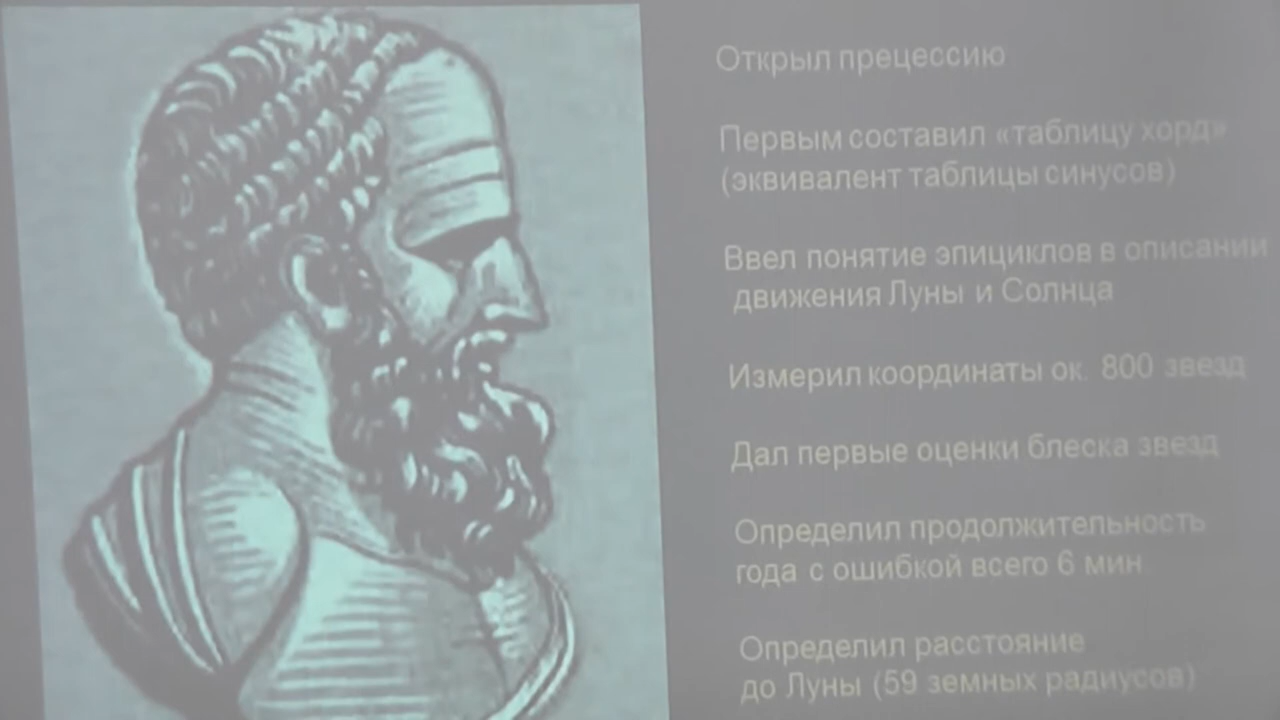 Открыл прецессию
Первым составил «таблицу хорд»
(эквивалент таблицы синусов)
Ввел понятие эпициклов в описании
движения Луны и Солнца
Измерил координаты ок. 800 звезд
Дал первые оценки блеска звезд
Определил продолжительность
года с ошибкой всего 6 мин
Определил расстояние
до Луны (59 земных радиусов)